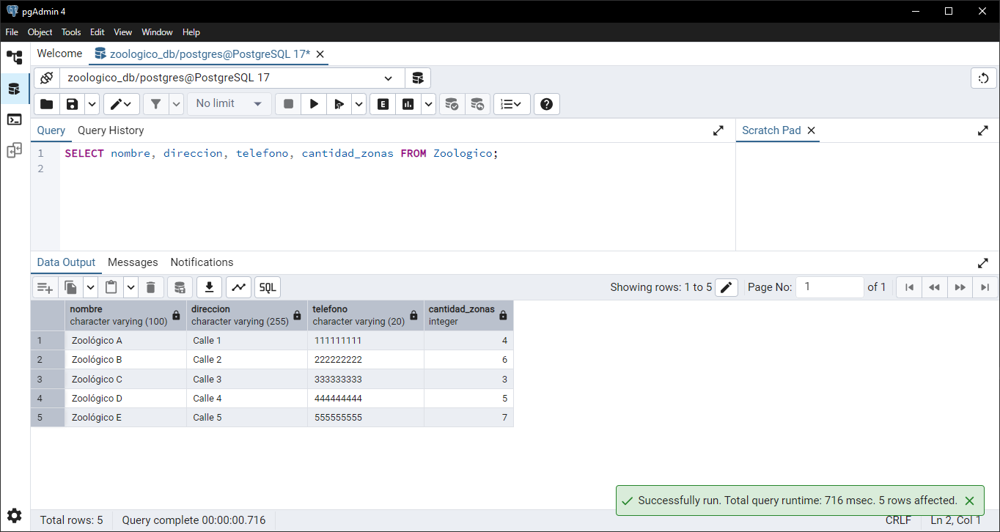 pgAdmin 4
File Object Tools Edit View Window Help
Welcome zoologico_db/postgres@PostgreSQL 17*
zoologico_db/postgres@PostgreSQL 17
No limit E
Query Query History Scratch Pad
1 SELECT nombre, direccion, telefono, cantidad_zonas FROM Zoologico;
2
Data Output Messages Notifications
SQL Showing rows: 1 to 5 Page No: 1 of 1
nombre direccion telefono cantidad_zonas
character varying (100) character varying (255) character varying (20) integer
1 Zoológico A Calle 1 111111111 4
2 Zoológico B Calle 2 222222222 6
3 Zoológico C Calle 3 333333333 3
4 Zoológico D Calle 4 444444444 5
5 Zoológico E Calle 5 555555555 7
Successfully run. Total query runtime: 716 msec. 5 rows affected.
Total rows: 5 Query complete 00:00:00.716 CRLF Ln 2, Col 1